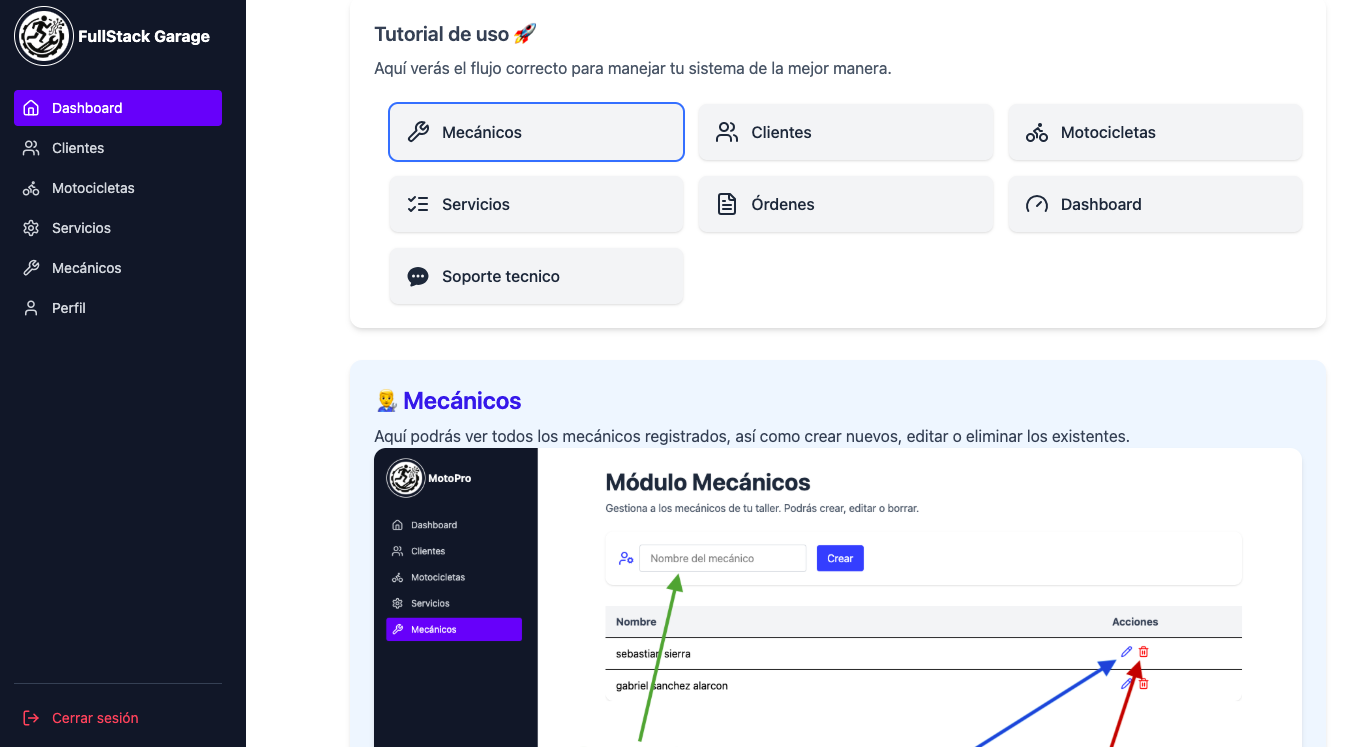 FullStack Garage
Dashboard
Clientes
Motocicletas
Servicios
Mecánicos
Perfil
Cerrar sesión
Tutorial de uso 🚀
Aquí verás el flujo correcto para manejar tu sistema de la mejor manera.
Mecánicos
Clientes
Motocicletas
Servicios
Órdenes
Dashboard
Soporte tecnico
👨‍🔧 Mecánicos
Aquí podrás ver todos los mecánicos registrados, así como crear nuevos, editar o eliminar los existentes.
MotoPro
Dashboard
Clientes
Motocicletas
Servicios
Mecánicos
Módulo Mecánicos
Gestiona a los mecánicos de tu taller. Podrás crear, editar o borrar.
Nombre del mecánico
Crear
Nombre Acciones
sebastian sierra
gabriel sanchez alarcon